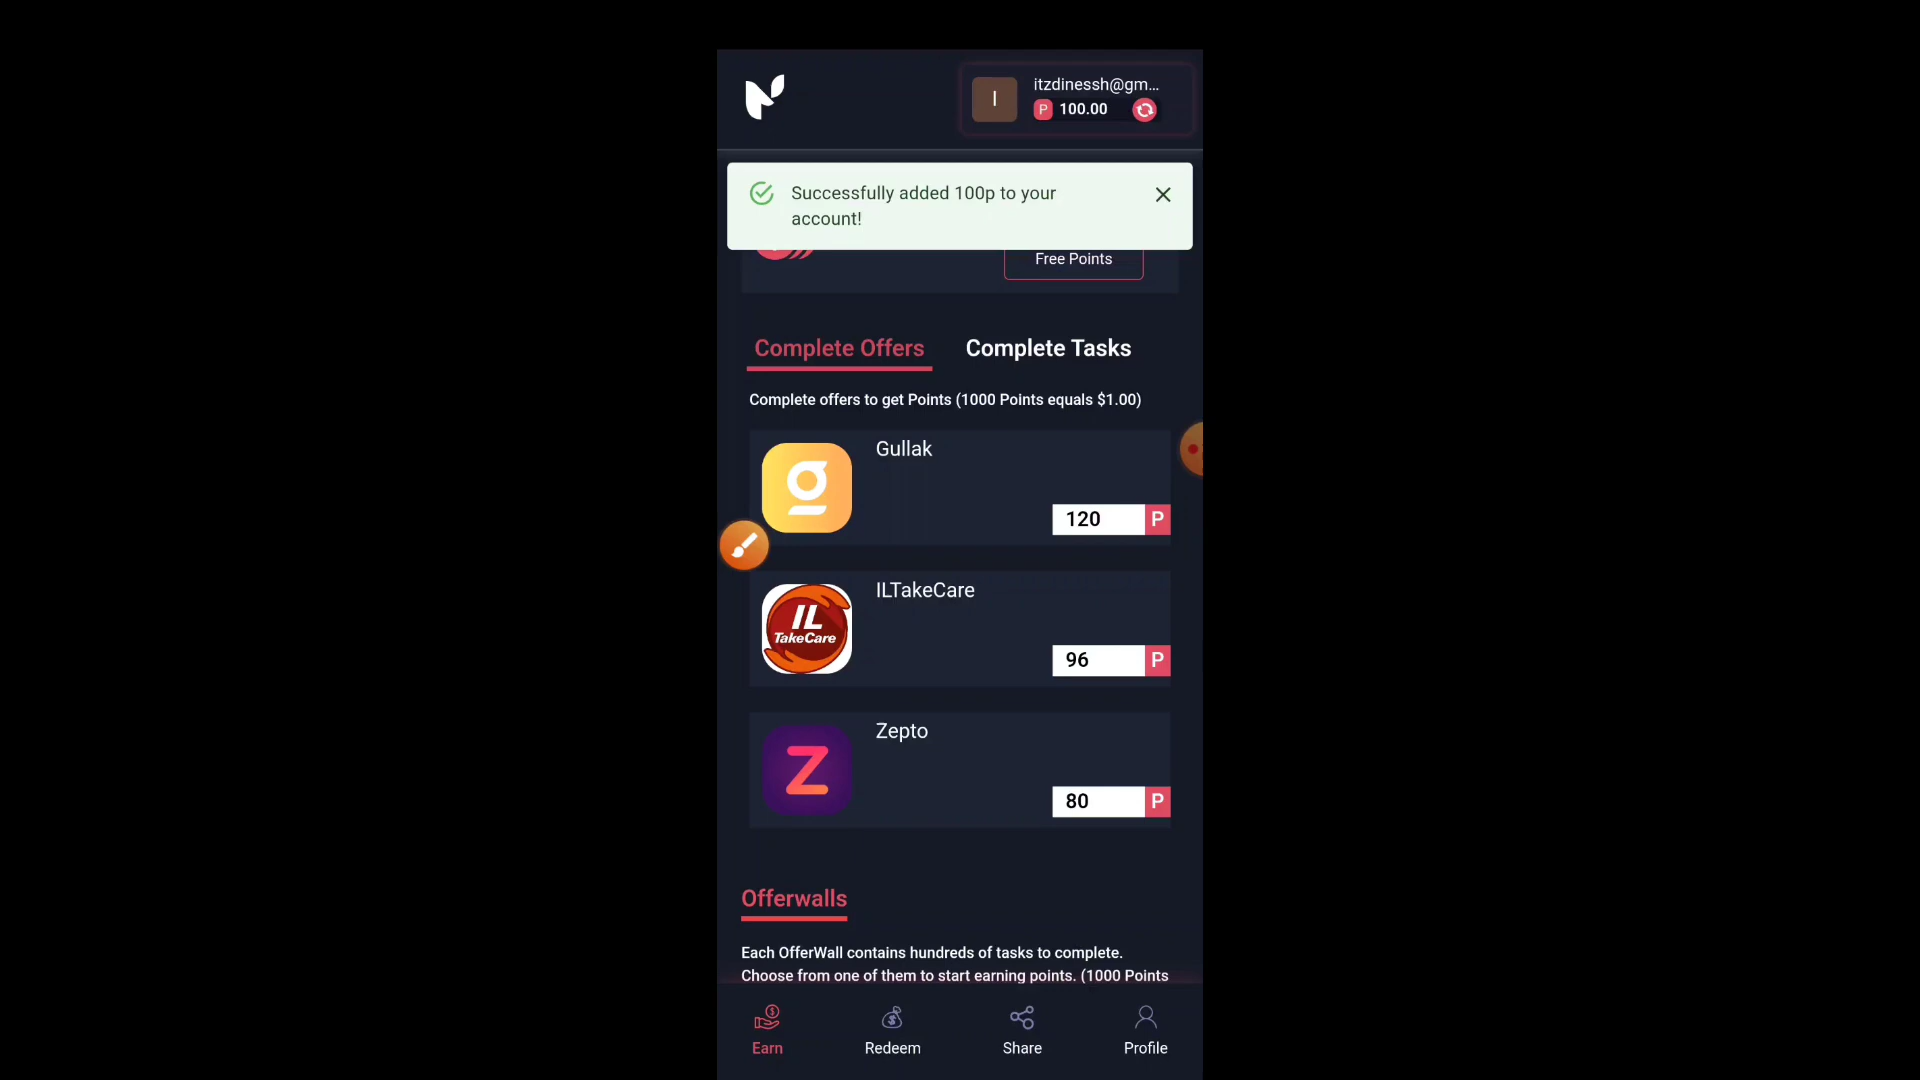 I
itzdinessh@gm...
P 100.00
Successfully added 100p to your
account!
Free Points
Complete Offers
Complete Tasks
Complete offers to get Points (1000 Points equals $1.00)
g
Gullak
120 P
IL
TakeCare
ILTakeCare
96 P
Z
Zepto
80 P
Offerwalls
Each OfferWall contains hundreds of tasks to complete.
Choose from one of them to start earning points. (1000 Points
Earn
Redeem
Share
Profile